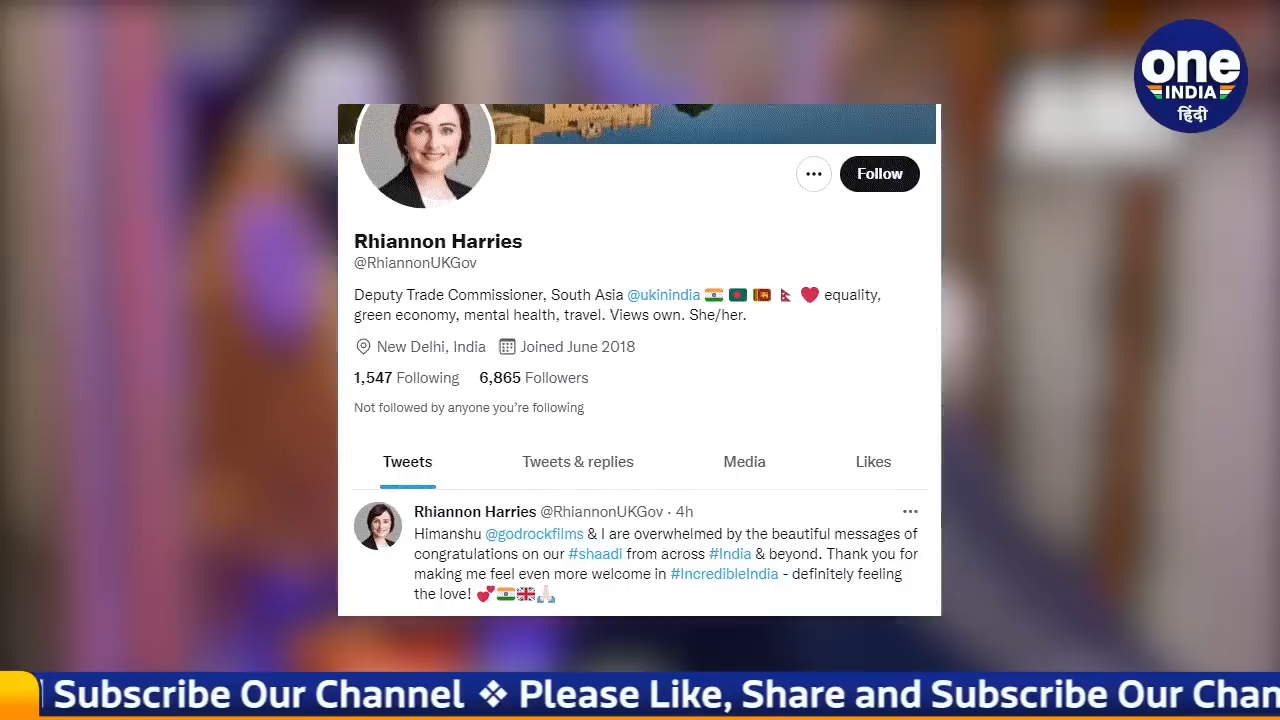 one
INDIA
हिंदी
Follow
Rhiannon Harries
@RhiannonUKGov
Deputy Trade Commissioner, South Asia @ukinindia 🇮🇳 🇧🇩 🇱🇰 🇳🇵 ❤️ equality,
green economy, mental health, travel. Views own. She/her.
New Delhi, India Joined June 2018
1,547 Following 6,865 Followers
Not followed by anyone you're following
Tweets Tweets & replies Media Likes
Rhiannon Harries @RhiannonUKGov · 4h
Himanshu @godrockfilms & I are overwhelmed by the beautiful messages of
congratulations on our #shaadi from across #India & beyond. Thank you for
making me feel even more welcome in #IncredibleIndia - definitely feeling
the love! 💕🇮🇳🇬🇧🙏🏻
Subscribe Our Channel ❖ Please Like, Share and Subscribe Our Chan